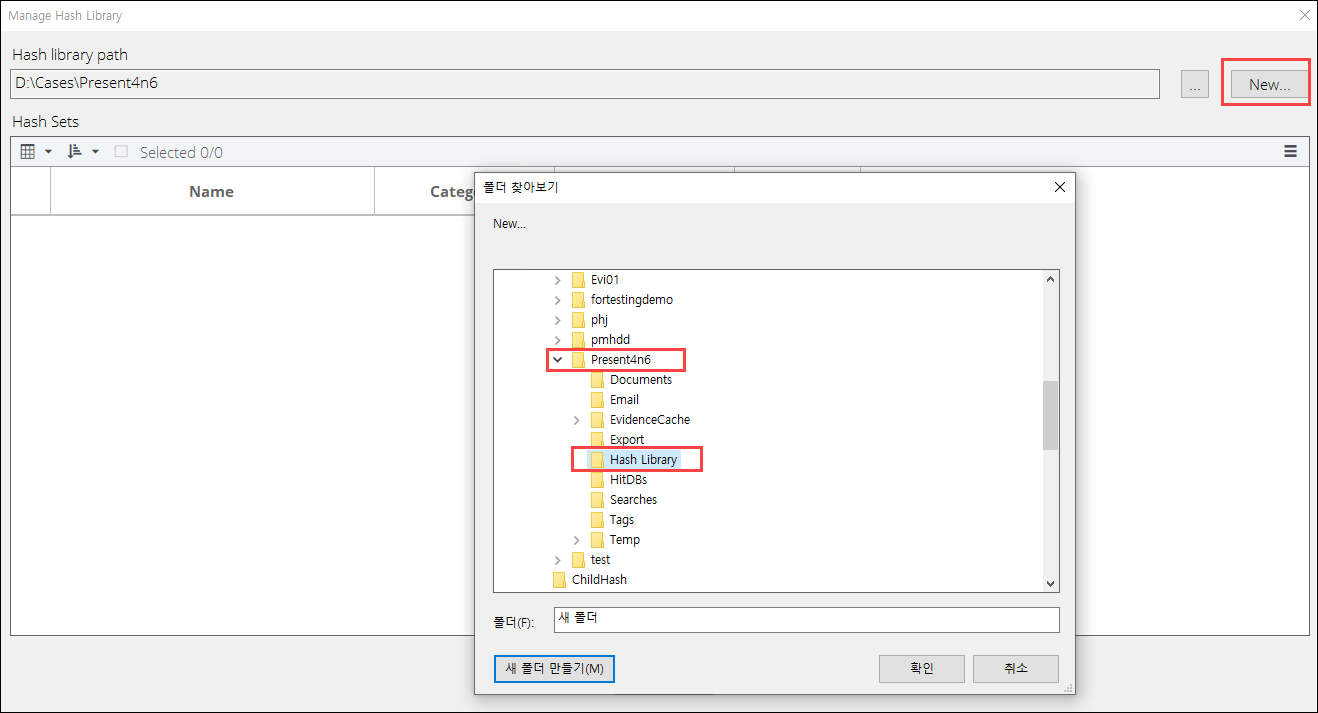 Manage Hash Library
Hash library path
D:\Cases\Present4n6
...
New...
Hash Sets
Selected 0/0
Name
Categ
폴더 찾아보기
New...
Evi01
fortestingdemo
phj
pmhdd
Present4n6
Documents
Email
EvidenceCache
Export
Hash Library
HitDBs
Searches
Tags
Temp
test
ChildHash
폴더(F):
새 폴더
새 폴더 만들기(M)
확인
취소